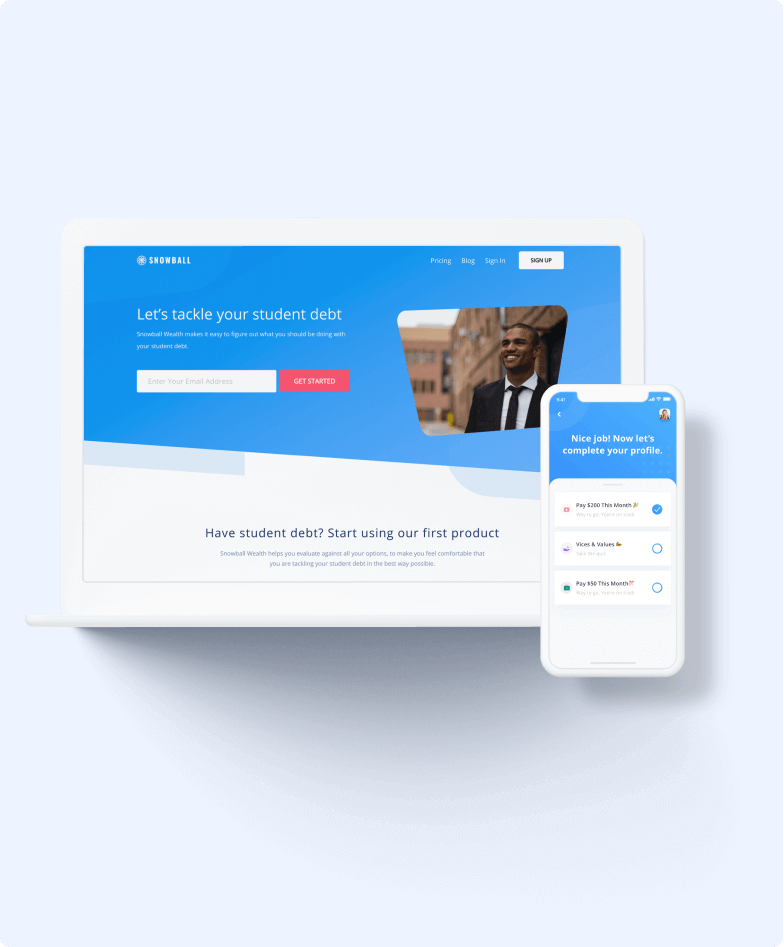 SNOWBALL
Pricing Blog Sign In SIGN UP
Let's tackle your student debt
Snowball Wealth makes it easy to figure out what you should be doing with
your student debt.
Enter Your Email Address GET STARTED
Have student debt? Start using our first product
Snowball Wealth helps you evaluate against all your options, to make you feel comfortable that
you are tackling your student debt in the best way possible.
9:41
Nice job! Now let's
complete your profile.
Pay $200 This Month 🎉
Way to go. You're on track
Vices & Values
Take the quiz
Pay $50 This Month
Way to go. You're on track